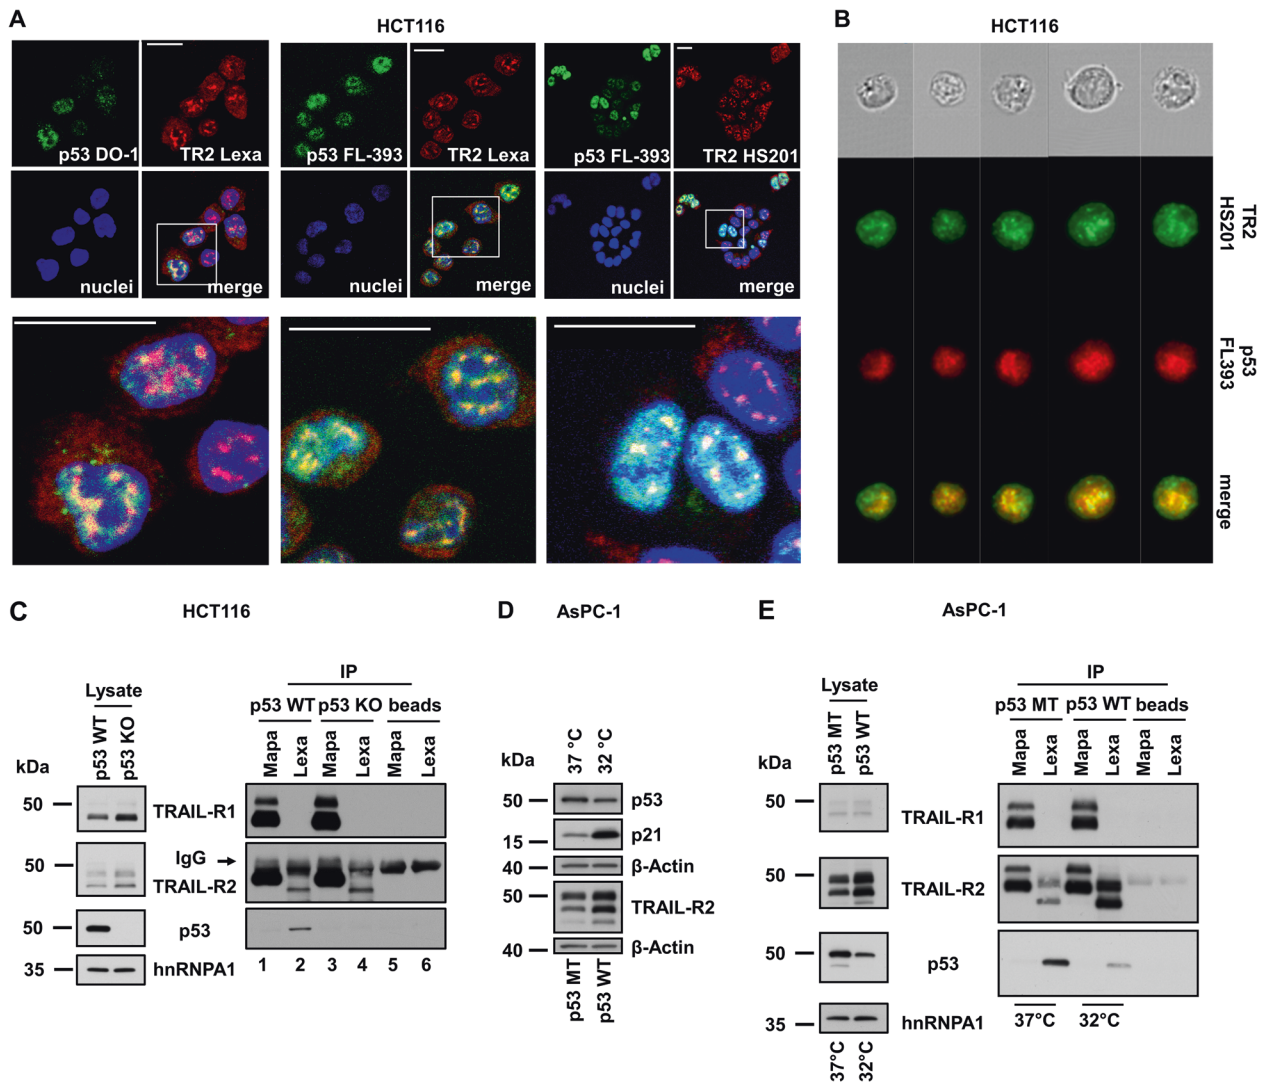 A
HCT116
p53 DO-1
TR2 Lexa
p53 FL-393
TR2 Lexa
p53 FL-393
TR2 HS201
nuclei
merge
nuclei
merge
nuclei
merge
B
HCT116
TR2
HS201
p53
FL393
merge
C
HCT116
IP
Lysate
p53 WT
p53 KO
p53 WT
p53 KO
beads
Mapa
Lexa
Mapa
Lexa
Mapa
Lexa
kDa
50
TRAIL-R1
50
IgG
TRAIL-R2
50
p53
35
hnRNPA1
1 2 3 4 5 6
D
AsPC-1
37 °C
32 °C
kDa
50
p53
15
p21
40
β-Actin
50
TRAIL-R2
40
β-Actin
p53 MT
p53 WT
E
AsPC-1
IP
Lysate
p53 MT
p53 WT
p53 MT
p53 WT
beads
Mapa
Lexa
Mapa
Lexa
Mapa
Lexa
kDa
50
TRAIL-R1
50
TRAIL-R2
50
p53
35
hnRNPA1
37°C
32°C
37°C
32°C